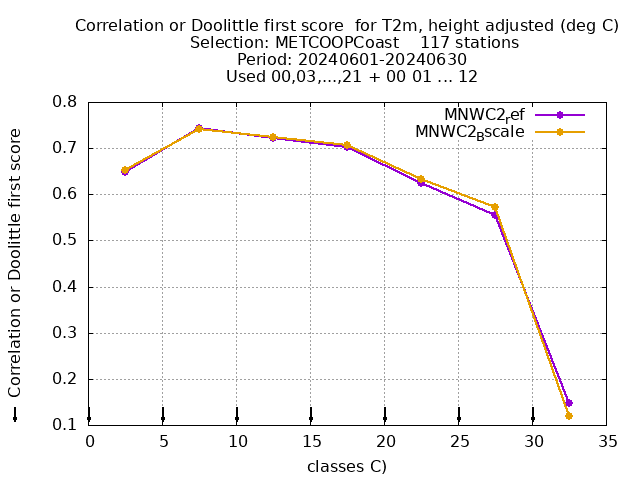 Correlation or Doolittle first score  for T2m, height adjusted (deg C)
Selection: METCOOPCoast    117 stations
Period: 20240601-20240630
Used 00,03,...,21 + 00 01 ... 12
MNWC2ref
MNWC2Bscale
Correlation or Doolittle first score
0.8
0.7
0.6
0.5
0.4
0.3
0.2
0.1
0 5 10 15 20 25 30 35
classes C)